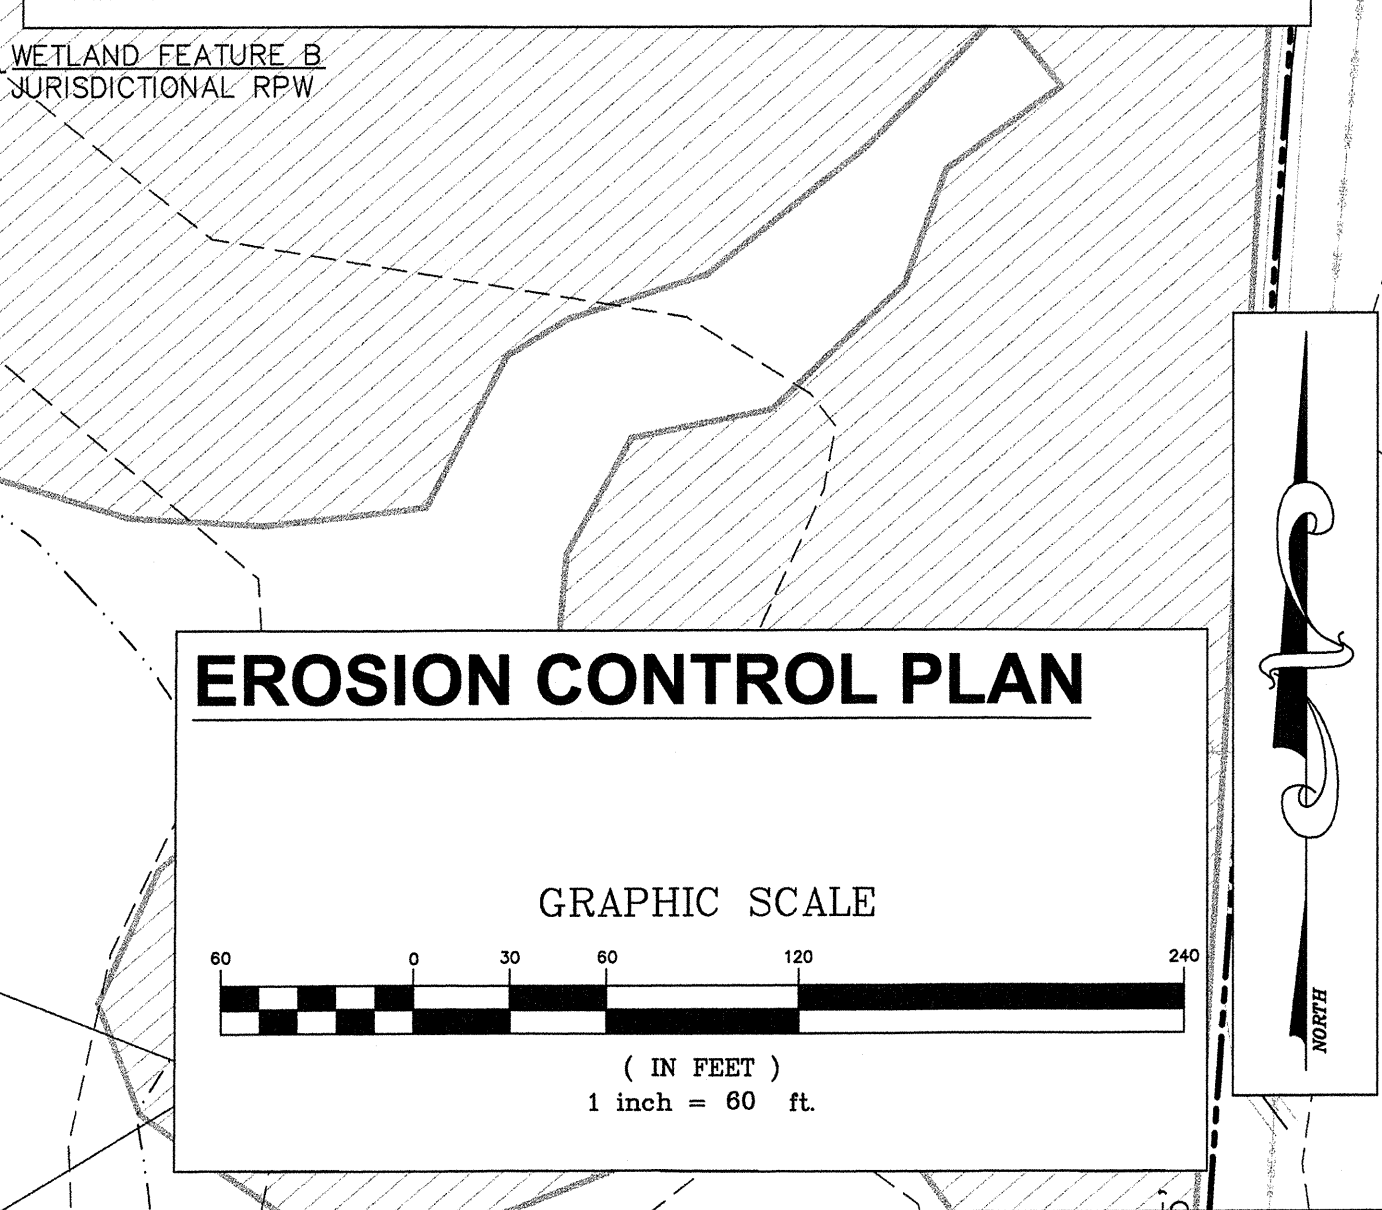 WETLAND FEATURE B
JURISDICTIONAL RPW
EROSION CONTROL PLAN
GRAPHIC SCALE
60 0 30 60 120 240
( IN FEET )
1 inch = 60 ft.
NORTH